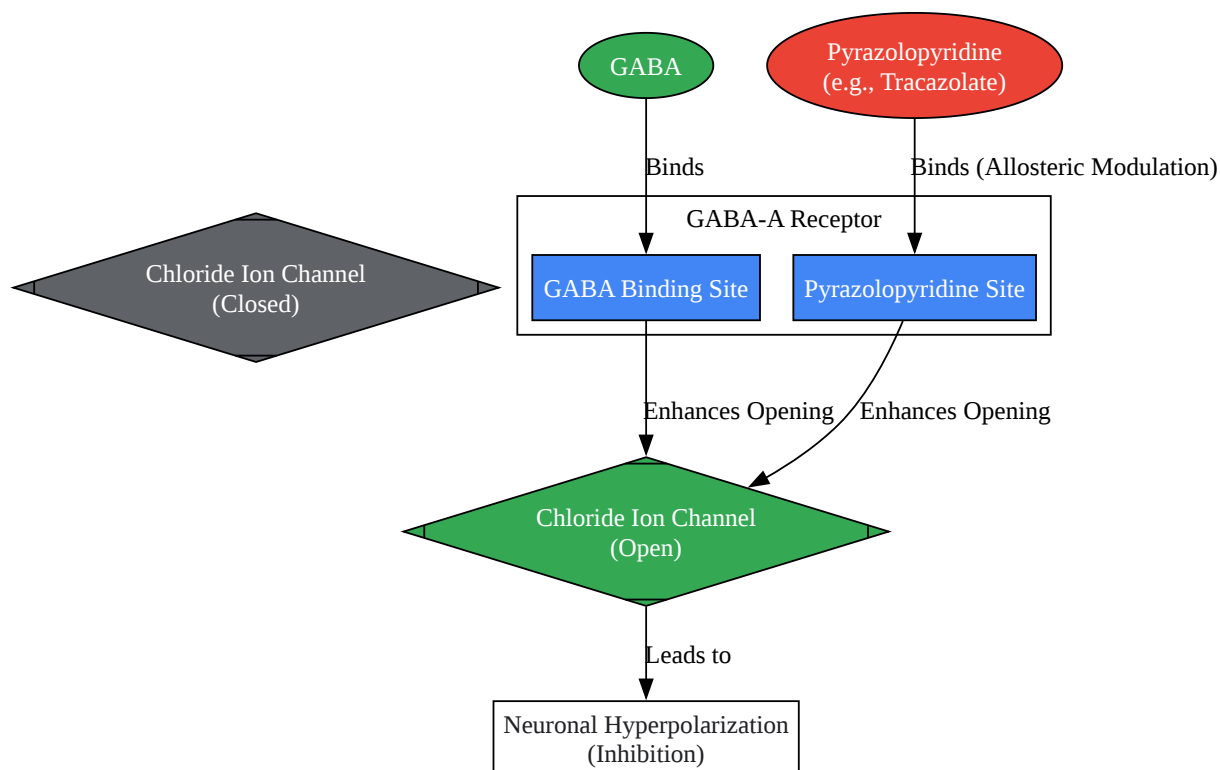 GABA
Pyrazolopyridine
(e.g., Tracazolate)
Binds
Binds (Allosteric Modulation)
GABA-A Receptor
Chloride Ion Channel
(Closed)
GABA Binding Site
Pyrazolopyridine Site
Enhances Opening
Enhances Opening
Chloride Ion Channel
(Open)
Leads to
Neuronal Hyperpolarization
(Inhibition)